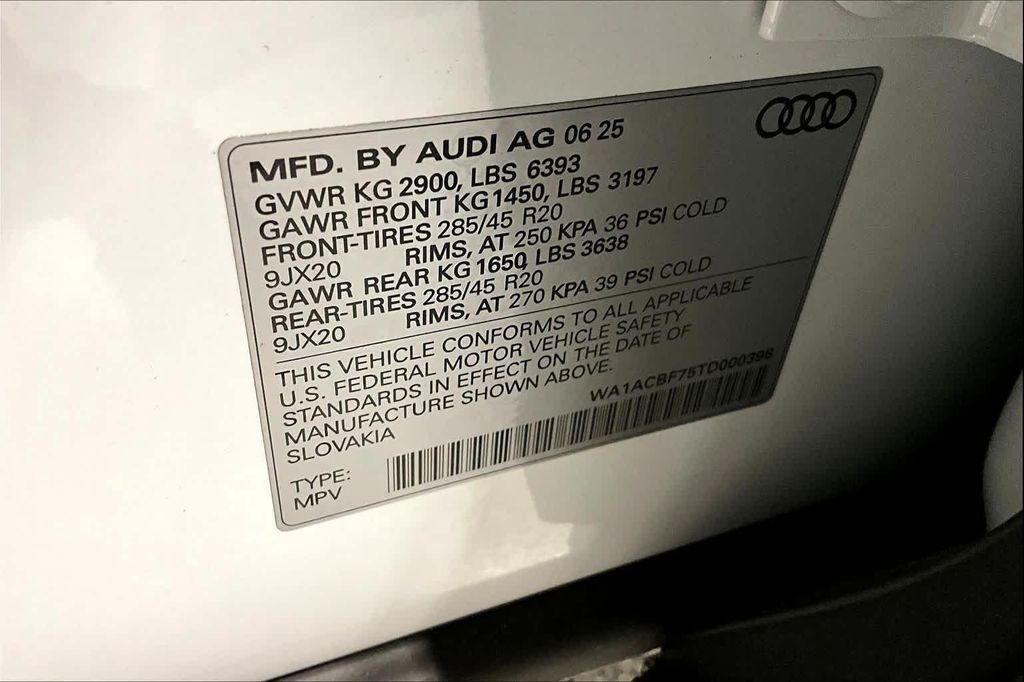 MFD. BY AUDI AG 06 25
GVWR KG 2900, LBS 6393
GAWR FRONT KG1450, LBS 3197
FRONT-TIRES 285/45 R20
9JX20 RIMS, AT 250 KPA 36 PSI COLD
GAWR REAR KG1650, LBS 3638
REAR-TIRES 285/45 R20
9JX20 RIMS, AT 270 KPA 39 PSI COLD
THIS VEHICLE CONFORMS TO ALL APPLICABLE
U.S. FEDERAL MOTOR VEHICLE SAFETY
STANDARDS IN EFFECT ON THE DATE OF
MANUFACTURE SHOWN ABOVE.
SLOVAKIA WA1ACBF75TD000398
TYPE:
MPV